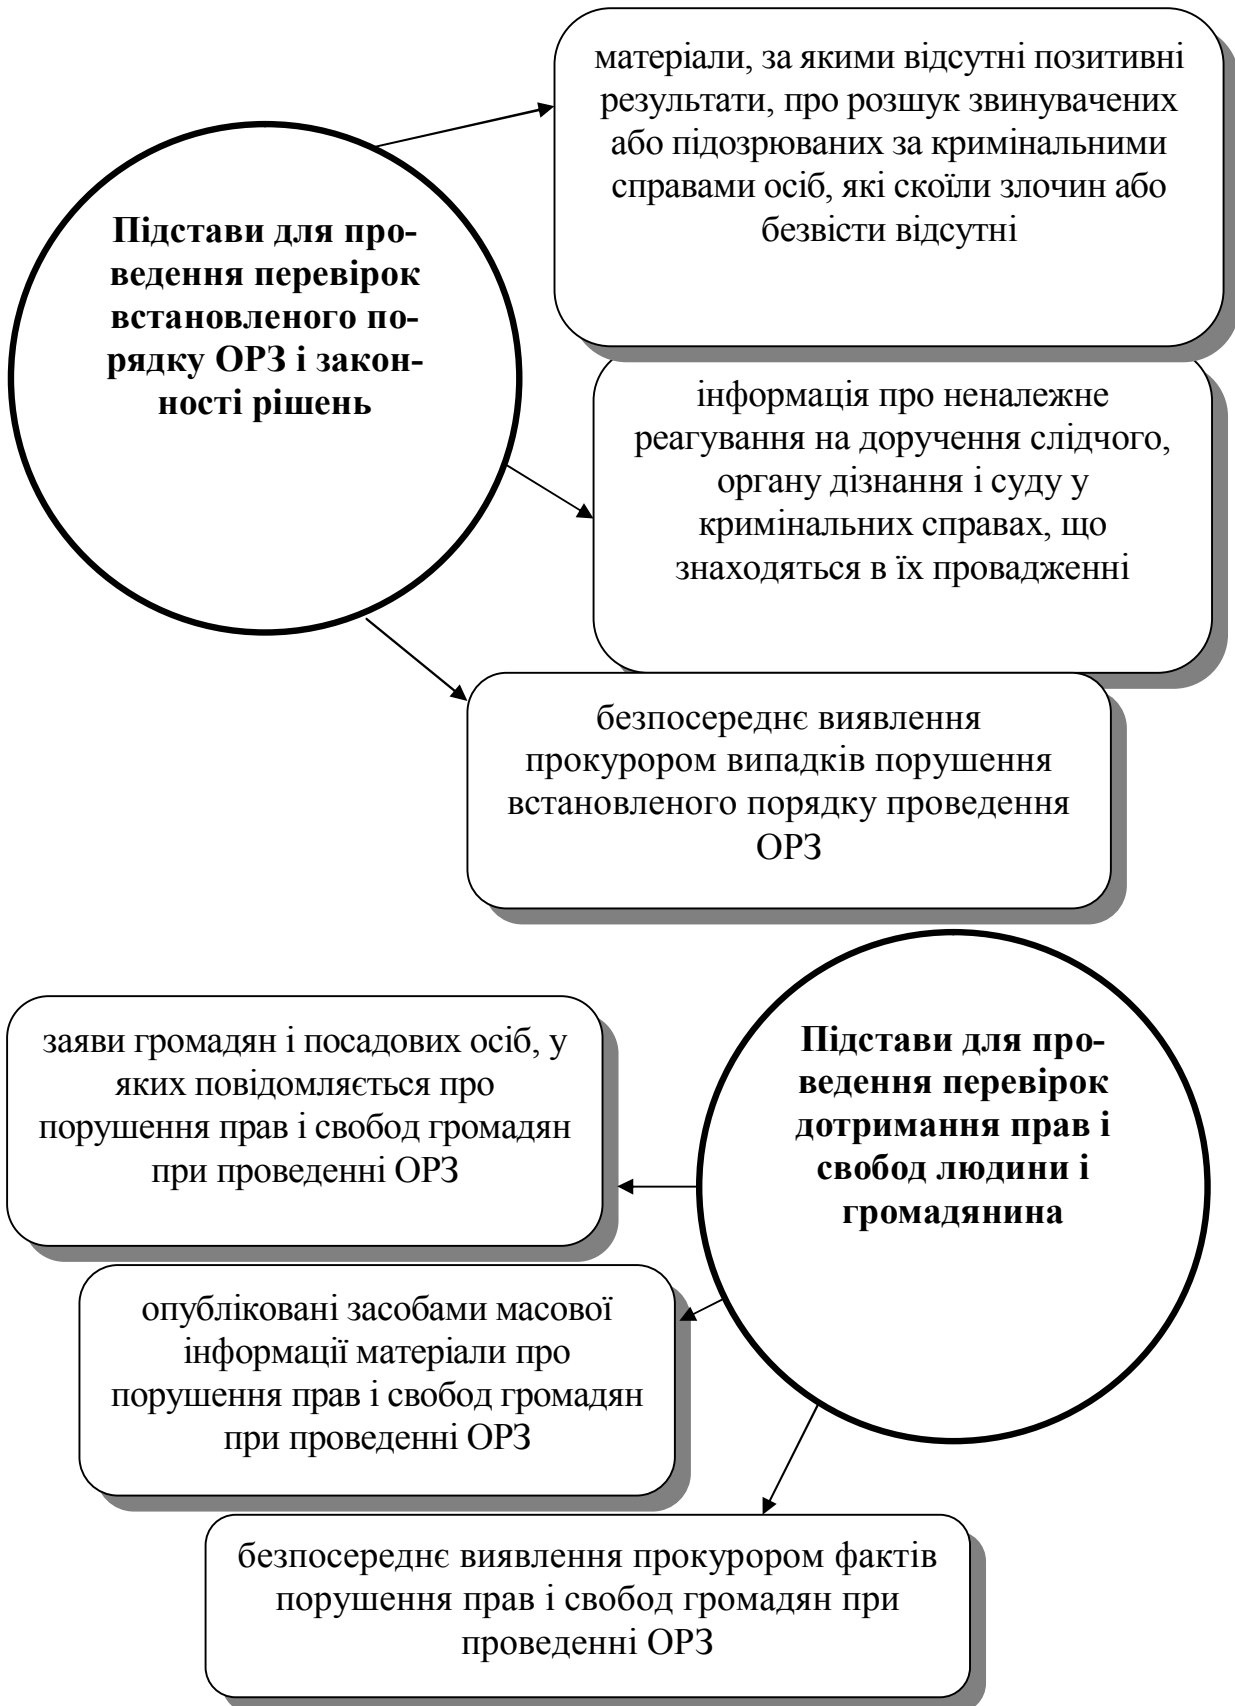 матеріали, за якими відсутні позитивні
результати, про розшук звинувачених
або підозрюваних за кримінальними
справами осіб, які скоїли злочин або
безвісти відсутні
Підстави для про-
ведення перевірок
встановленого по-
рядку ОРЗ і закон-
ності рішень
інформація про неналежне
реагування на доручення слідчого,
органу дізнання і суду у
кримінальних справах, що
знаходяться в їх провадженні
безпосереднє виявлення
прокурором випадків порушення
встановленого порядку проведення
ОРЗ
Підстави для про-
ведення перевірок
дотримання прав і
свобод людини і
громадянина
заяви громадян і посадових осіб, у
яких повідомляється про
порушення прав і свобод громадян
при проведенні ОРЗ
опубліковані засобами масової
інформації матеріали про
порушення прав і свобод громадян
при проведенні ОРЗ
безпосереднє виявлення прокурором фактів
порушення прав і свобод громадян при
проведенні ОРЗ